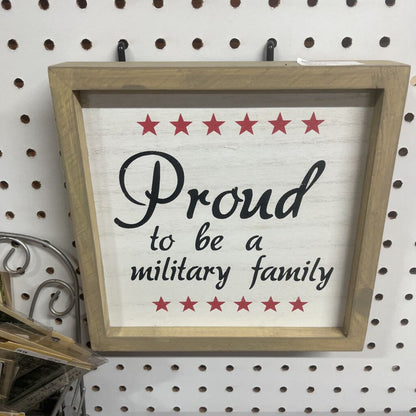 Proud
to be a
military family